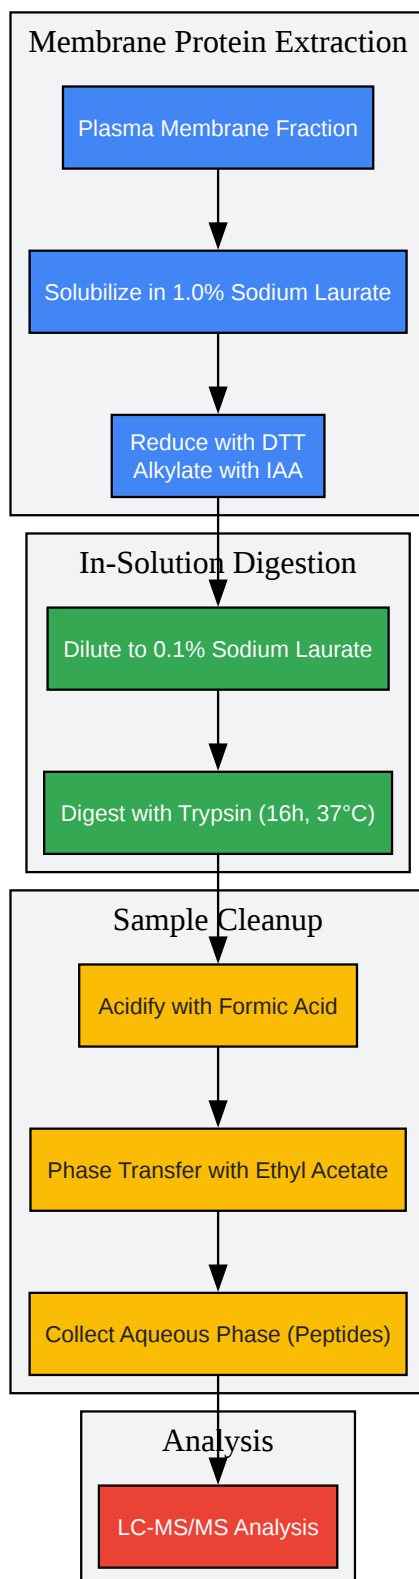 Membrane Protein Extraction
Plasma Membrane Fraction
Solubilize in 1.0% Sodium Laurate
Reduce with DTT
Alkylate with IAA
In-Solution Digestion
Dilute to 0.1% Sodium Laurate
Digest with Trypsin (16h, 37°C)
Sample Cleanup
Acidify with Formic Acid
Phase Transfer with Ethyl Acetate
Collect Aqueous Phase (Peptides)
Analysis
LC-MS/MS Analysis